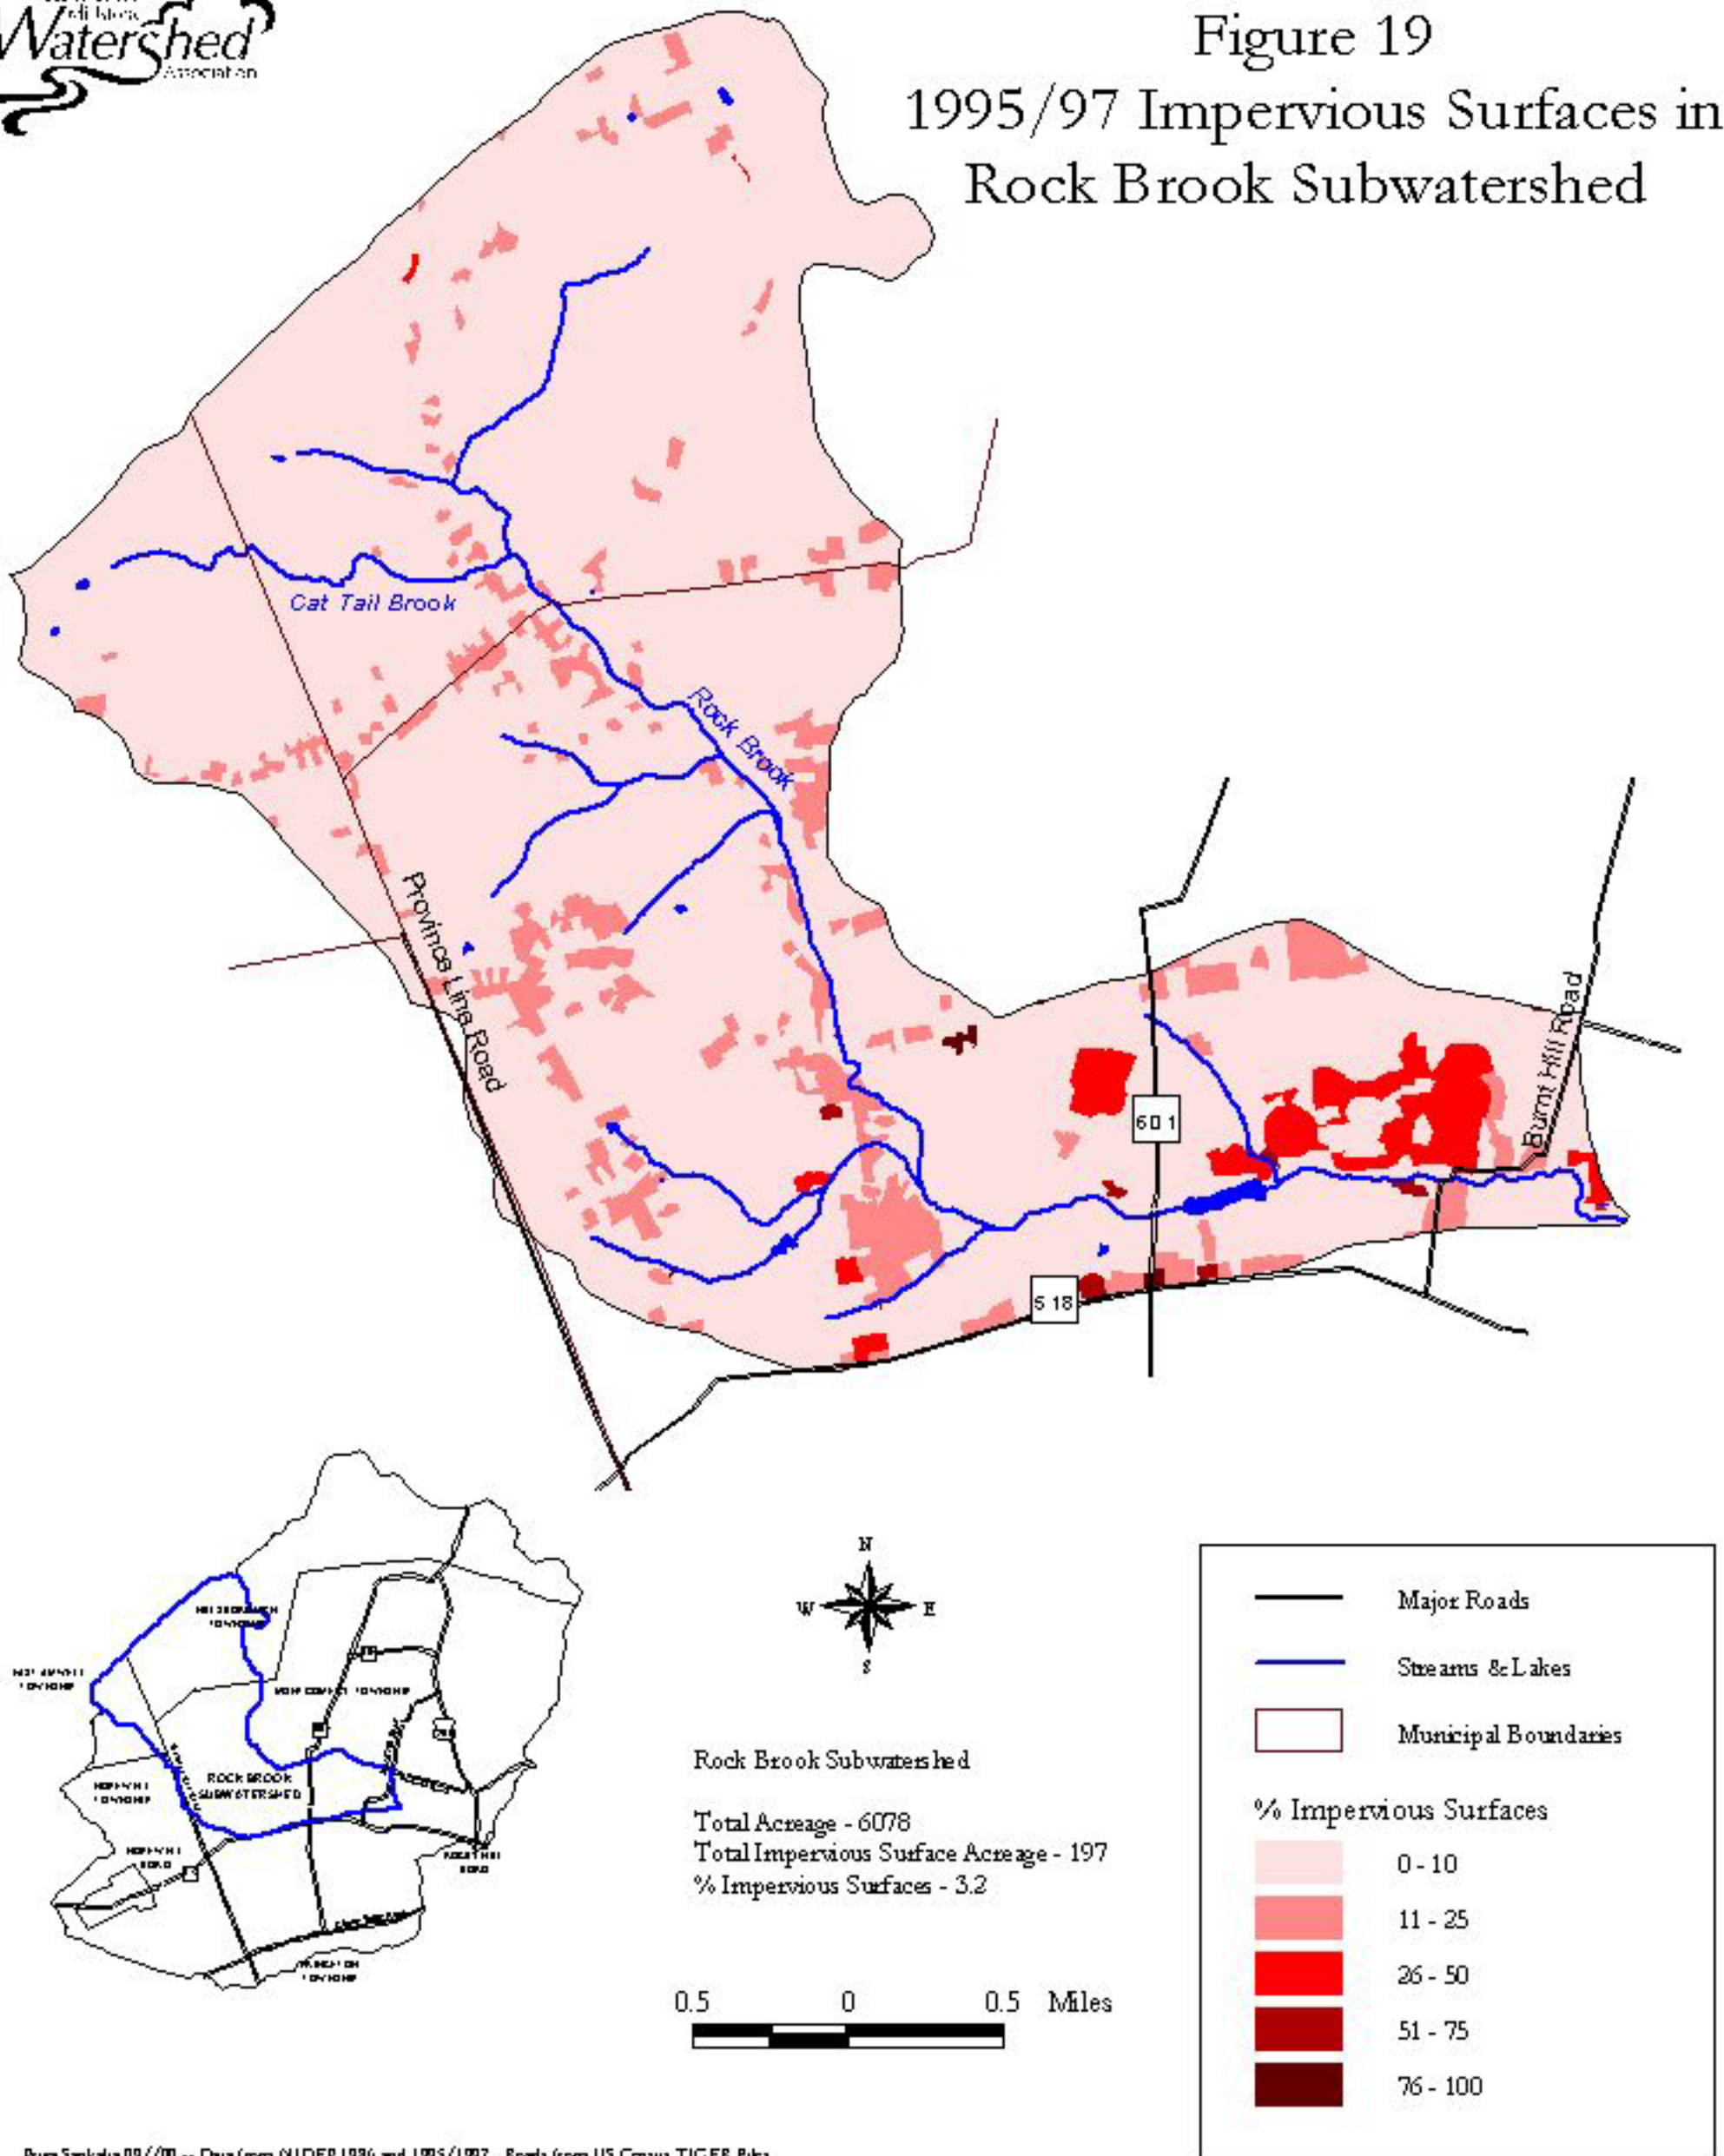 Watershed
Association
Figure 19
1995/97 Impervious Surfaces in
Rock Brook Subwatershed
Cat Tail Brook
Rock Brook
Province Line Road
601
Burnt Hill Road
518
N
W E
S
ROCK BROOK
SUBWATERSHED
Rock Brook Subwatershed
Total Acreage - 6078
Total Impervious Surface Acreage - 197
% Impervious Surfaces - 3.2
0.5 0 0.5 Miles
Major Roads
Streams & Lakes
Municipal Boundaries
% Impervious Surfaces
0 - 10
11 - 25
26 - 50
51 - 75
76 - 100